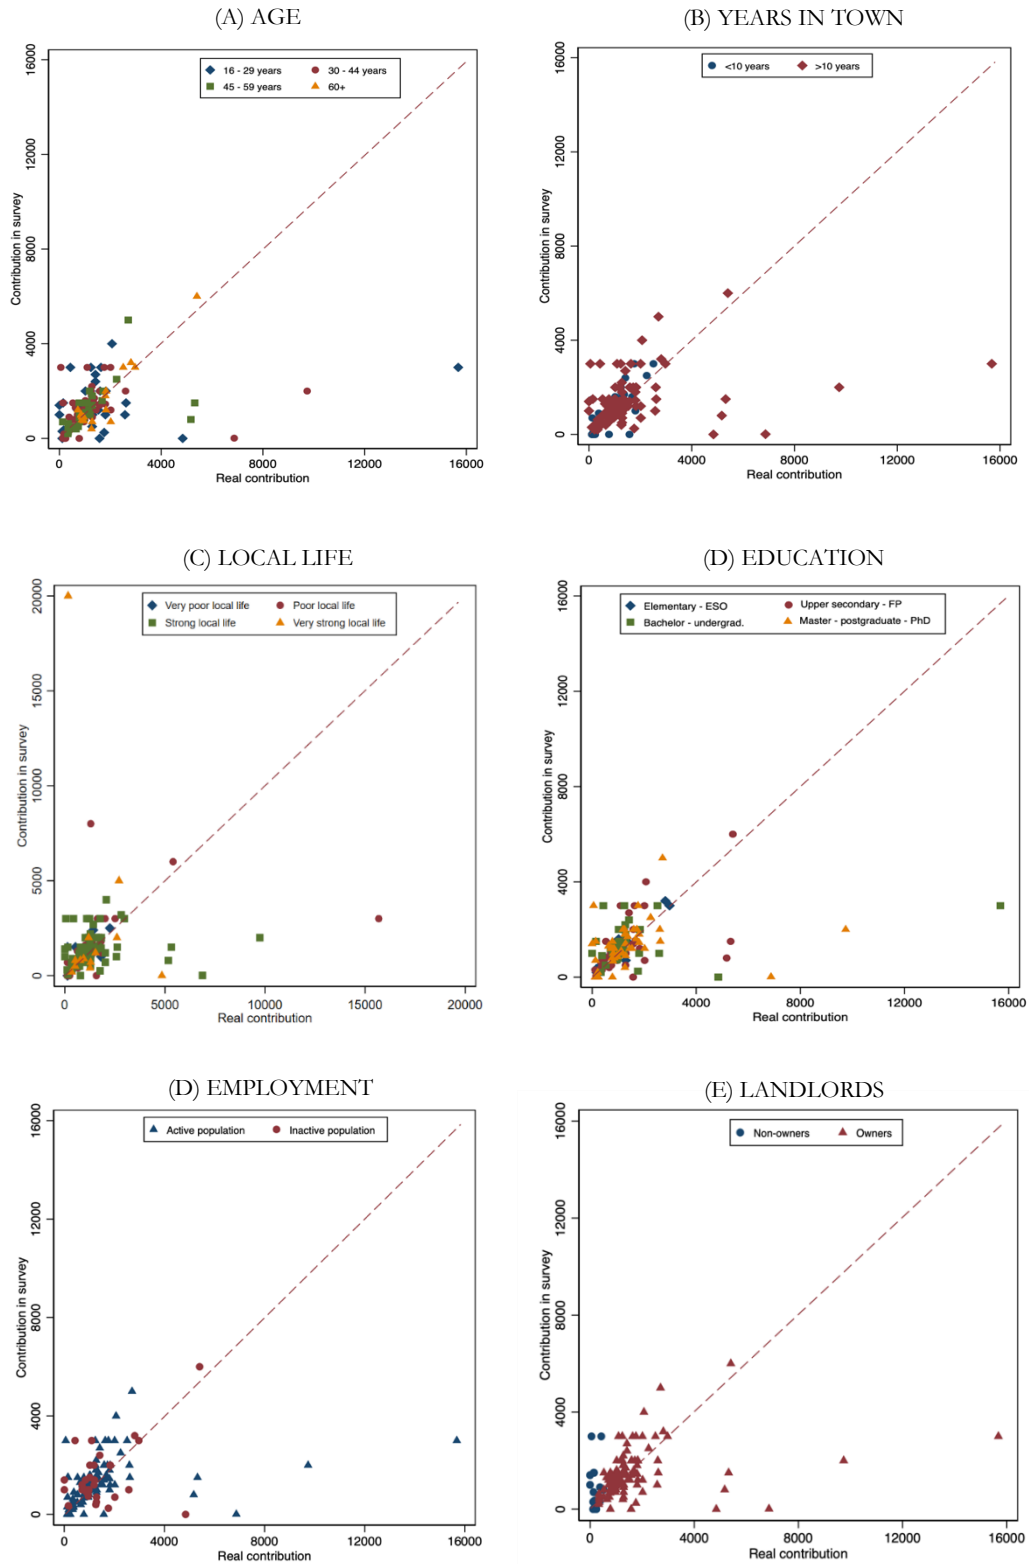 (A) AGE
16000
12000
8000
4000
0
Contribution in survey
16 - 29 years
30 - 44 years
45 - 59 years
60+
0
4000
8000
12000
16000
Real contribution
(B) YEARS IN TOWN
16000
12000
8000
4000
0
Contribution in survey
<10 years
>10 years
0
4000
8000
12000
16000
Real contribution
(C) LOCAL LIFE
20000
15000
10000
5000
0
Contribution in survey
Very poor local life
Poor local life
Strong local life
Very strong local life
0
5000
10000
15000
20000
Real contribution
(D) EDUCATION
16000
12000
8000
4000
0
Contribution in survey
Elementary - ESO
Upper secondary - FP
Bachelor - undergrad.
Master - postgraduate - PhD
0
4000
8000
12000
16000
Real contribution
(D) EMPLOYMENT
16000
12000
8000
4000
0
Contribution in survey
Active population
Inactive population
0
4000
8000
12000
16000
Real contribution
(E) LANDLORDS
16000
12000
8000
4000
0
Contribution in survey
Non-owners
Owners
0
4000
8000
12000
16000
Real contribution